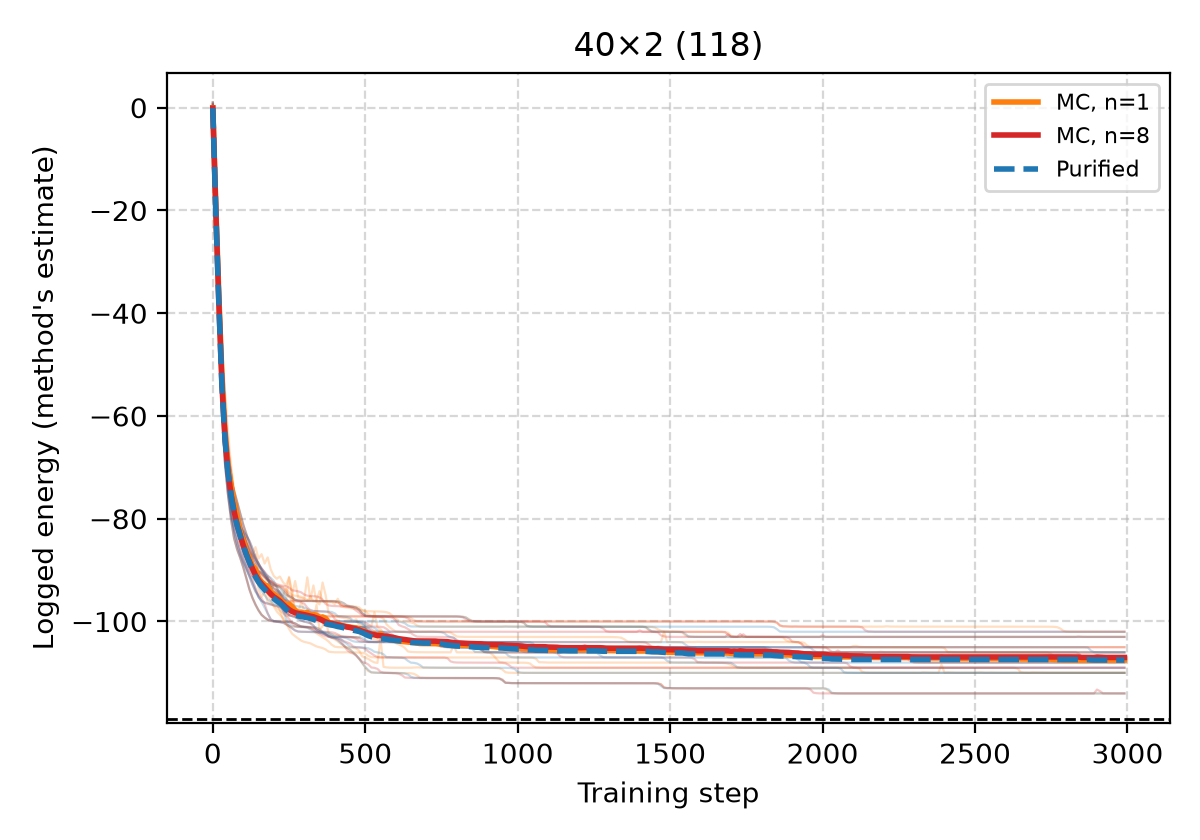 40×2 (118)
MC, n=1
MC, n=8
Purified
Logged energy (method's estimate)
0
−20
−40
−60
−80
−100
0 500 1000 1500 2000 2500 3000
Training step